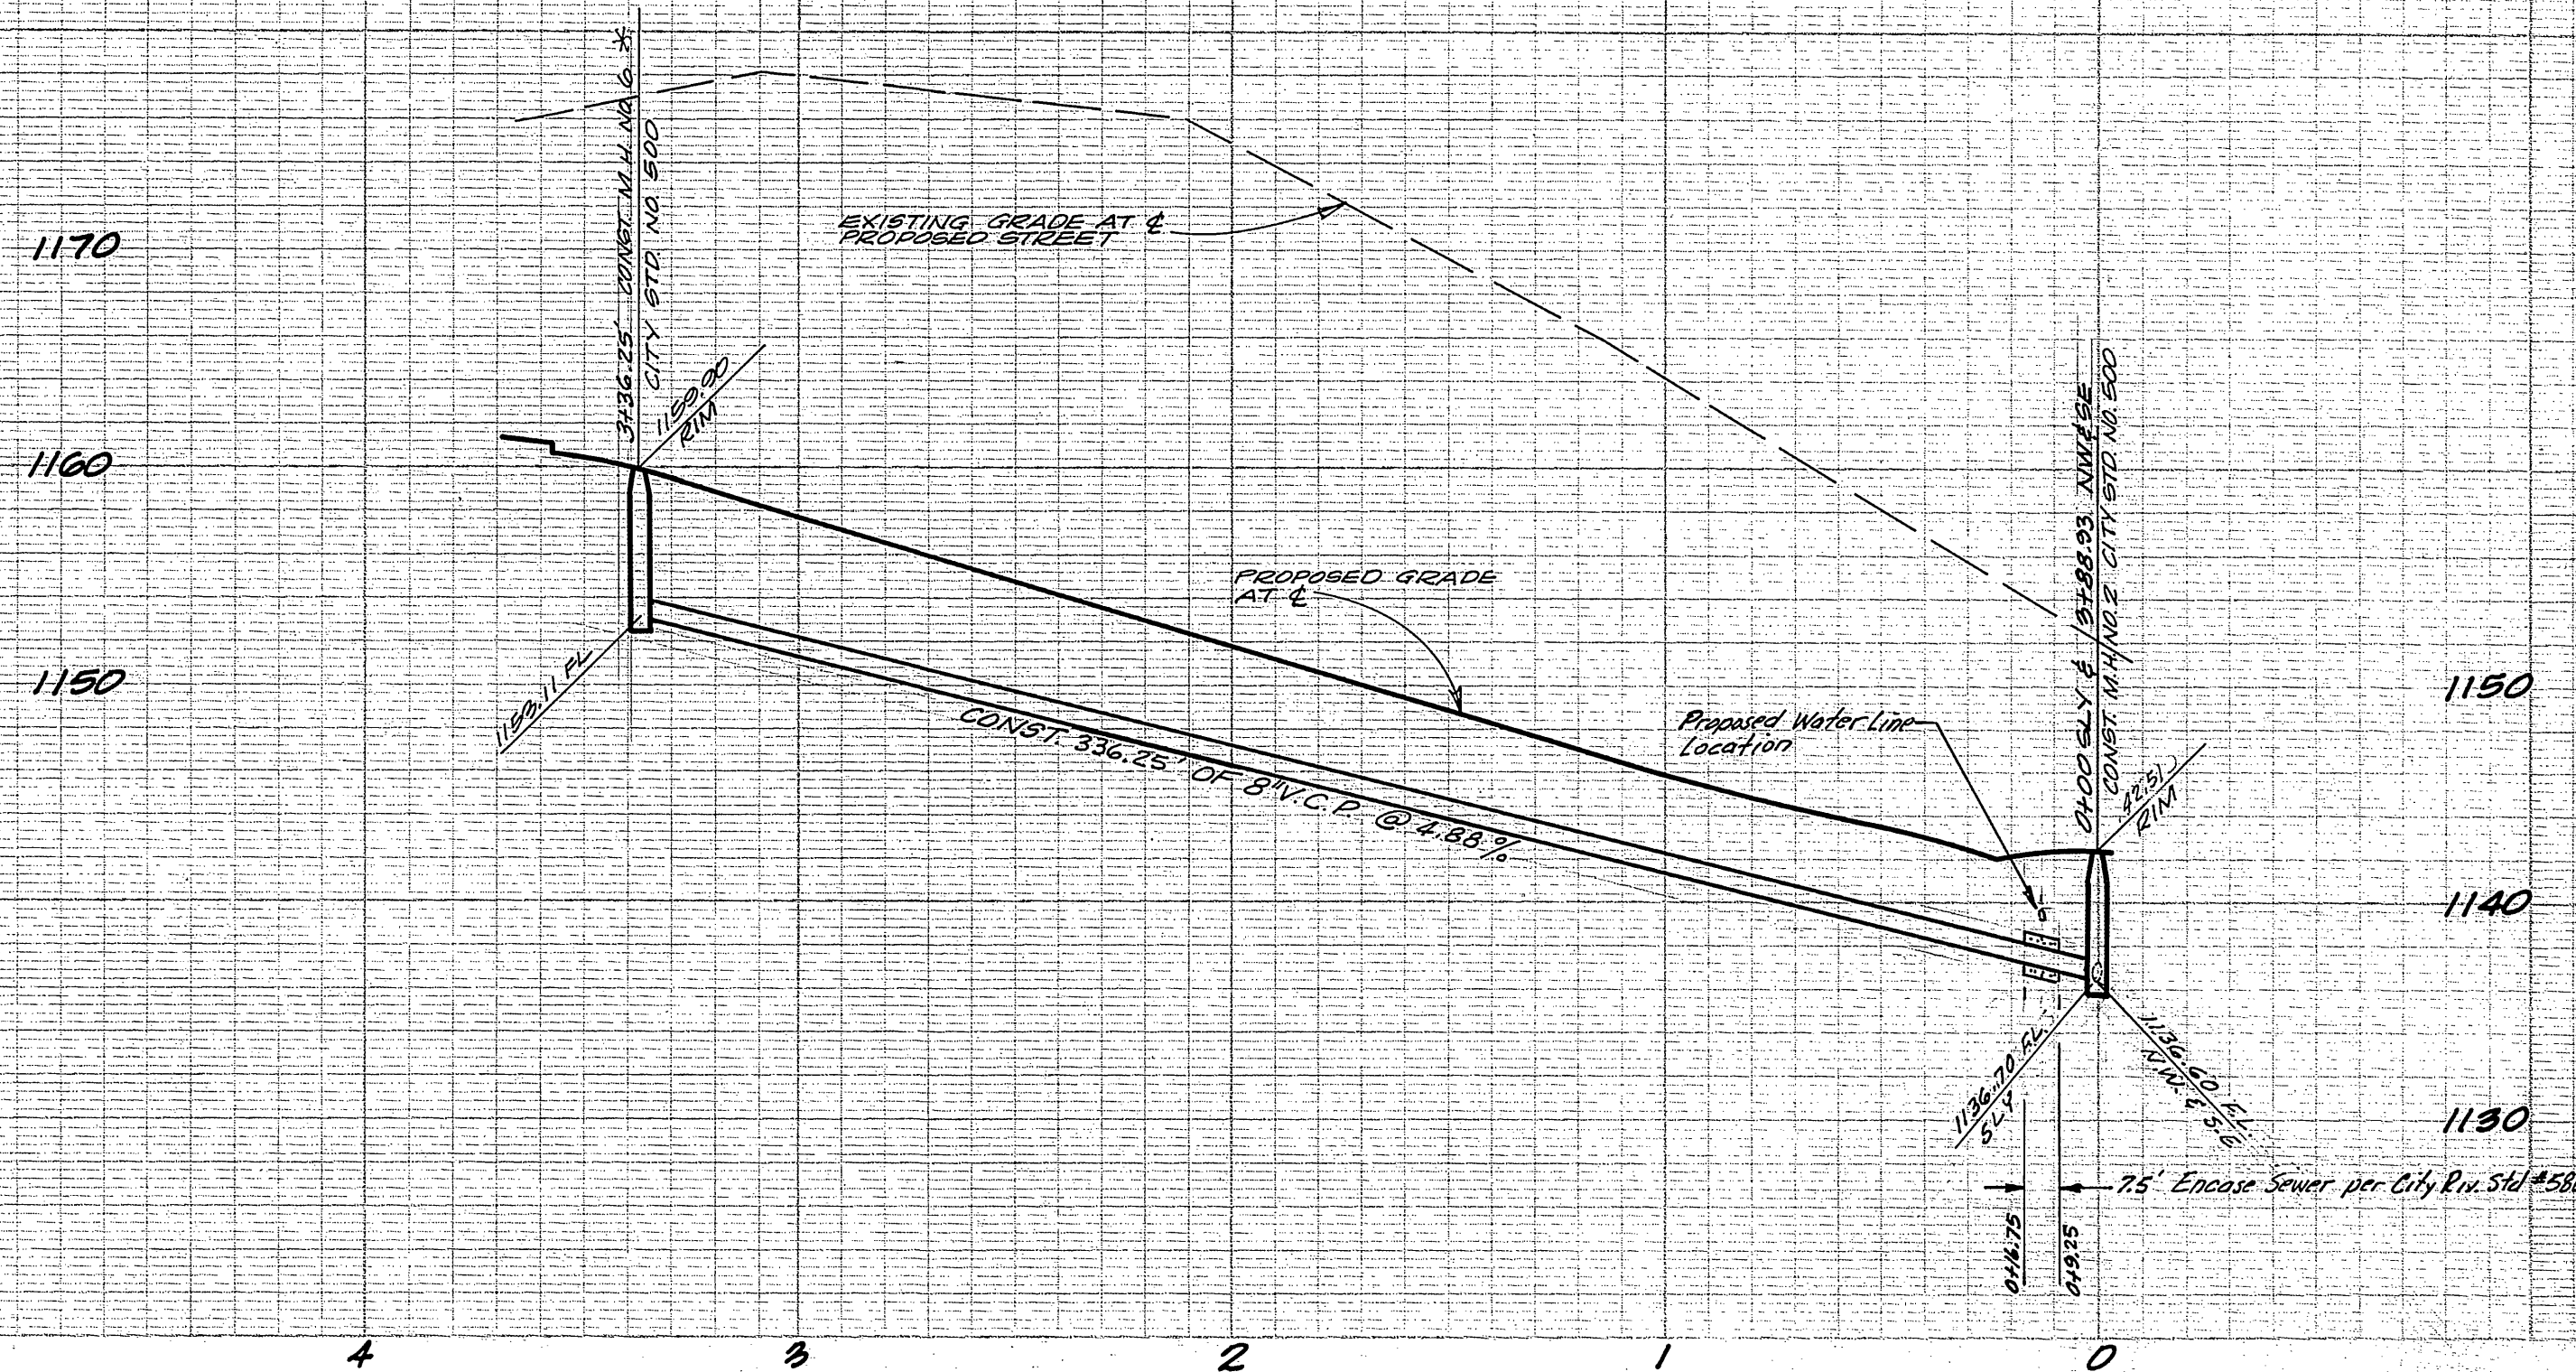 3+36.25 CONST. M.H. NO. 6 *
CITY STD. NO. 500
1170
EXISTING GRADE AT ℄
PROPOSED STREET
1159.90
RIM
1160
0+00 SLY & 13+88.93 NW & SE
CONST. M.H. NO. 2 CITY STD. NO. 500
PROPOSED GRADE
AT ℄
1150
1153.11 FL
CONST. 336.25' OF 8" V.C.P. @ 4.88%
Proposed Water Line
Location
1150
42.51
RIM
1140
1136.70 FL.
SLY
1136.60 FL.
N.W. & S.E.
1130
7.5' Encase Sewer per City Riv. Std
0+16.75
0+9.25
4
3
2
1
0